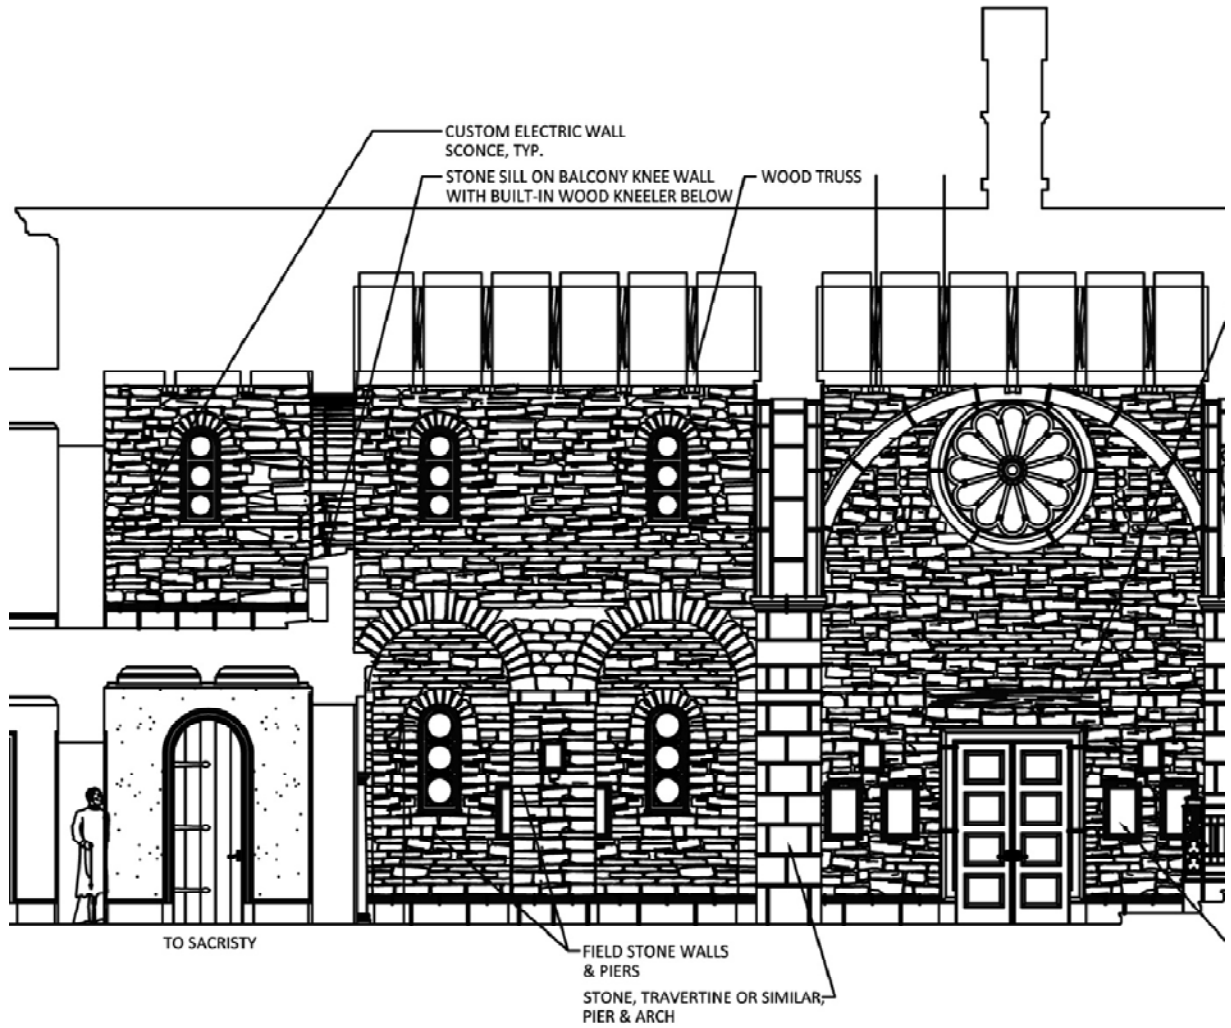 CUSTOM ELECTRIC WALL
SCONCE, TYP.
STONE SILL ON BALCONY KNEE WALL
WITH BUILT-IN WOOD KNEELER BELOW
WOOD TRUSS
TO SACRISTY
FIELD STONE WALLS
& PIERS
STONE, TRAVERTINE OR SIMILAR,
PIER & ARCH